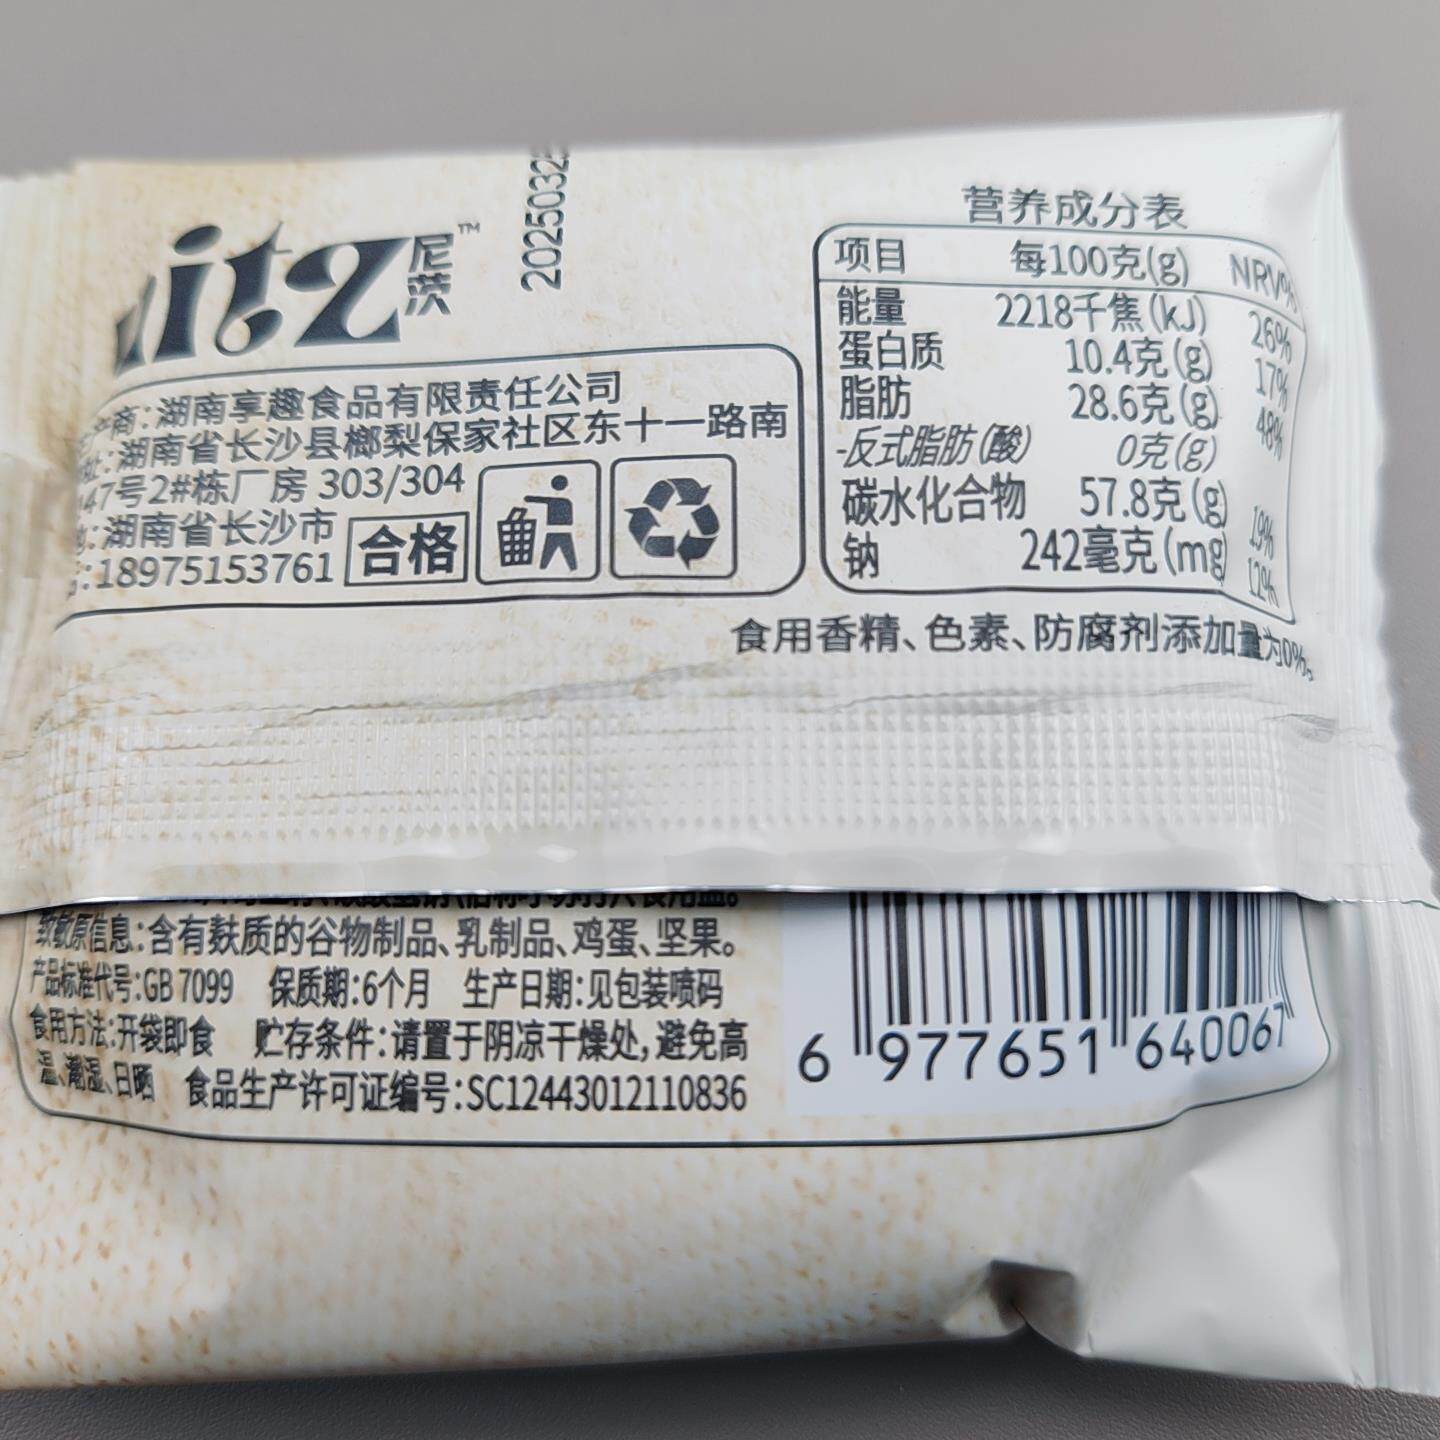 itz 尼茨™
20250325
生产商:湖南享趣食品有限责任公司
地址:湖南省长沙县榔梨保家社区东十一路南
47号2#栋厂房 303/304
:湖南省长沙市
:18975153761
合格
营养成分表
项目 每100克(g) NRV%
能量 2218千焦(kJ) 26%
蛋白质 10.4克(g) 17%
脂肪 28.6克(g) 48%
-反式脂肪(酸) 0克(g)
碳水化合物 57.8克(g) 19%
钠 242毫克(mg) 12%
食用香精、色素、防腐剂添加量为0%。
致敏原信息:含有麸质的谷物制品、乳制品、鸡蛋、坚果。
产品标准代号:GB 7099 保质期:6个月 生产日期:见包装喷码
食用方法:开袋即食 贮存条件:请置于阴凉干燥处,避免高
温、潮湿、日晒 食品生产许可证编号:SC12443012110836
6 977651 640067